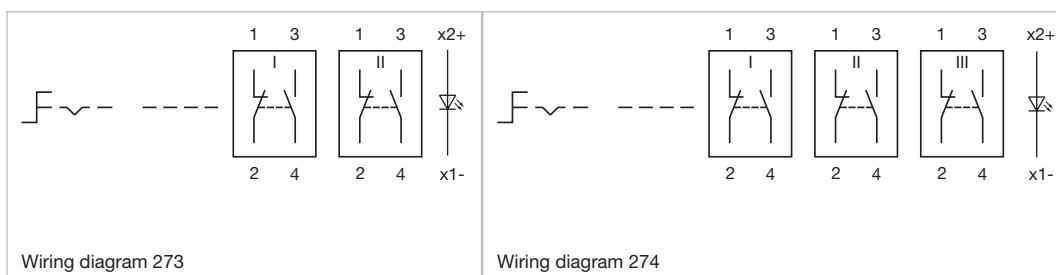 1 3 1 3 x2+
I II
2 4 2 4 x1-
Wiring diagram 273
1 3 1 3 1 3 x2+
I II III
2 4 2 4 2 4 x1-
Wiring diagram 274